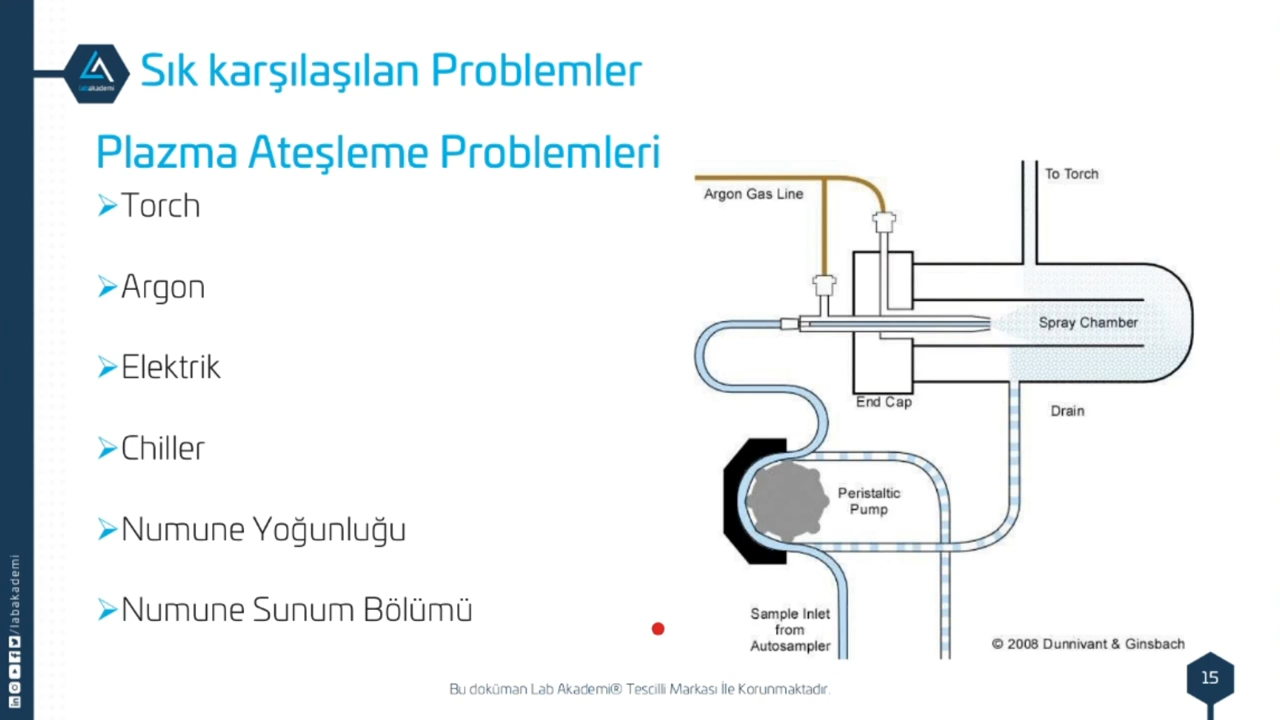 Sık karşılaşılan Problemler
labakademi
Plazma Ateşleme Problemleri
Torch
Argon
Elektrik
Chiller
Numune Yoğunluğu
Numune Sunum Bölümü
Argon Gas Line
To Torch
Spray Chamber
End Cap
Drain
Peristaltic
Pump
Sample Inlet
from
Autosampler
© 2008 Dunnivant & Ginsbach
/labakademi
Bu doküman Lab Akademi® Tescilli Markası İle Korunmaktadır.
15